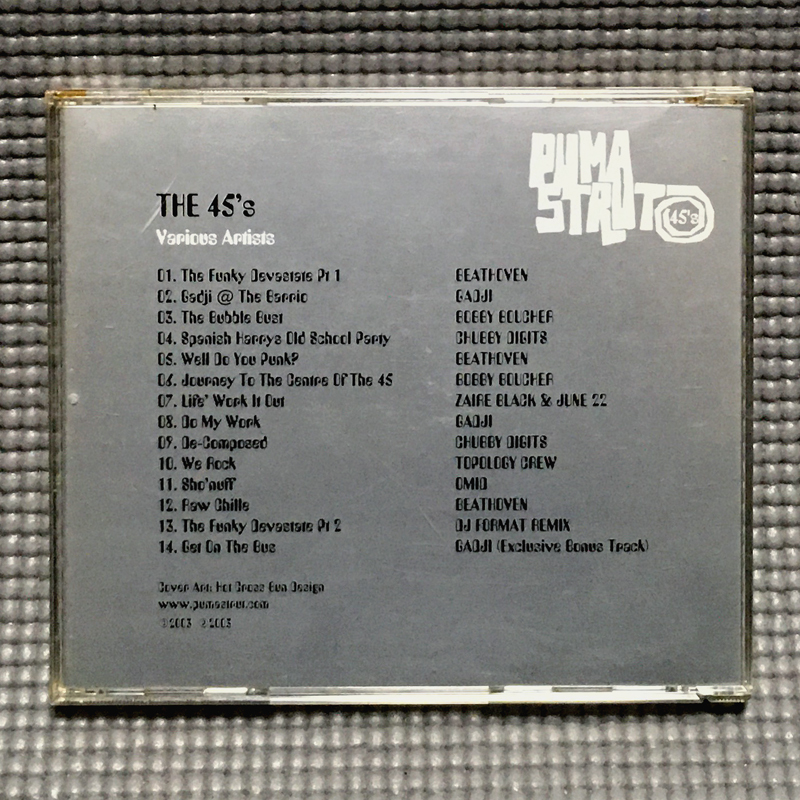 PUMA
STRUT
45's
THE 45's
Various Artists
01. The Funky Devastate Pt 1 BEATHOVEN
02. Gadji @ The Barrio GADJI
03. The Bubble Bust BOBBY BOUCHER
04. Spanish Harrys Old School Party CHUBBY DIGITS
05. Well Do You Punk? BEATHOVEN
06. Journey To The Centre Of The 45 BOBBY BOUCHER
07. Life' Work It Out ZAIRE BLACK & JUNE 22
08. Do My Work GADJI
09. De-Composed CHUBBY DIGITS
10. We Rock TOPOLOGY CREW
11. Sho'nuff OMID
12. Raw Chills BEATHOVEN
13. The Funky Devastate Pt 2 DJ FORMAT REMIX
14. Get On The Bus GADJI (Exclusive Bonus Track)
Cover Art: Hot Cross Bun Design
www.pumastrut.com
℗2003 ©2003